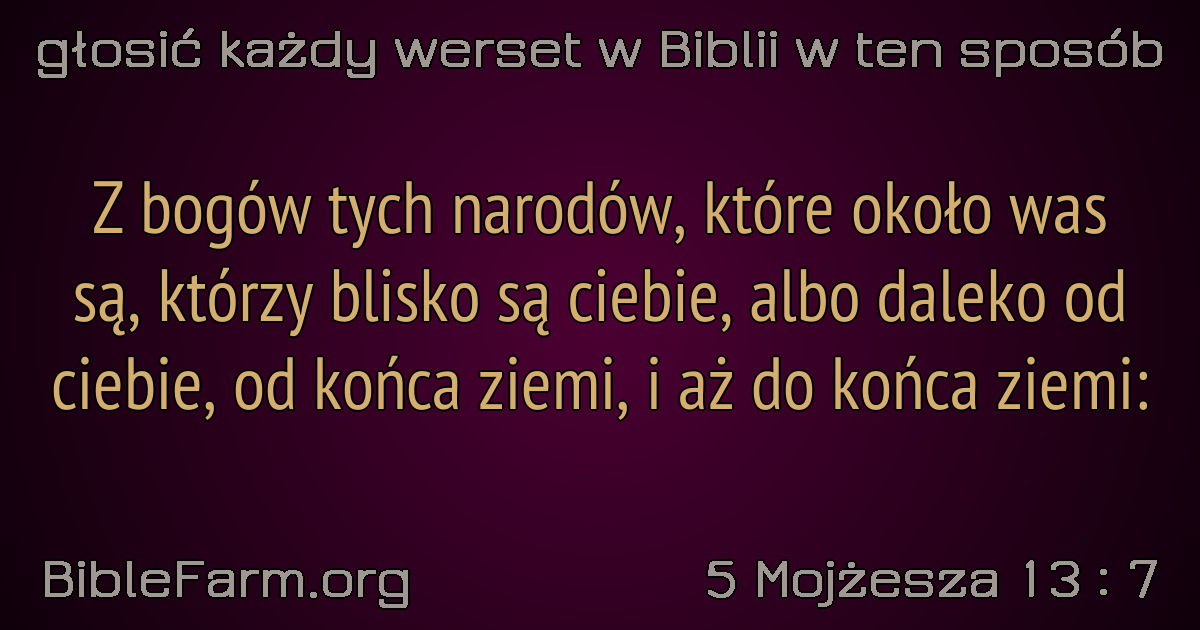 głosić każdy werset w Biblii w ten sposób
Z bogów tych narodów, które około was
są, którzy blisko są ciebie, albo daleko od
ciebie, od końca ziemi, i aż do końca ziemi:
BibleFarm.org
5 Mojżesza 13 : 7